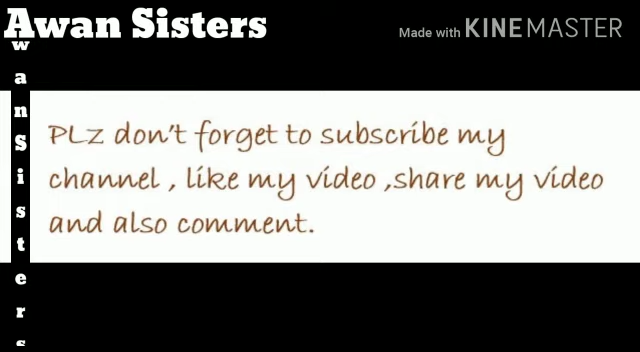 Awan Sisters
Made with KINEMASTER
w
a
n
S
i
s
t
e
r
s
PLz don't forget to subscribe my
channel , like my video ,share my video
and also comment.